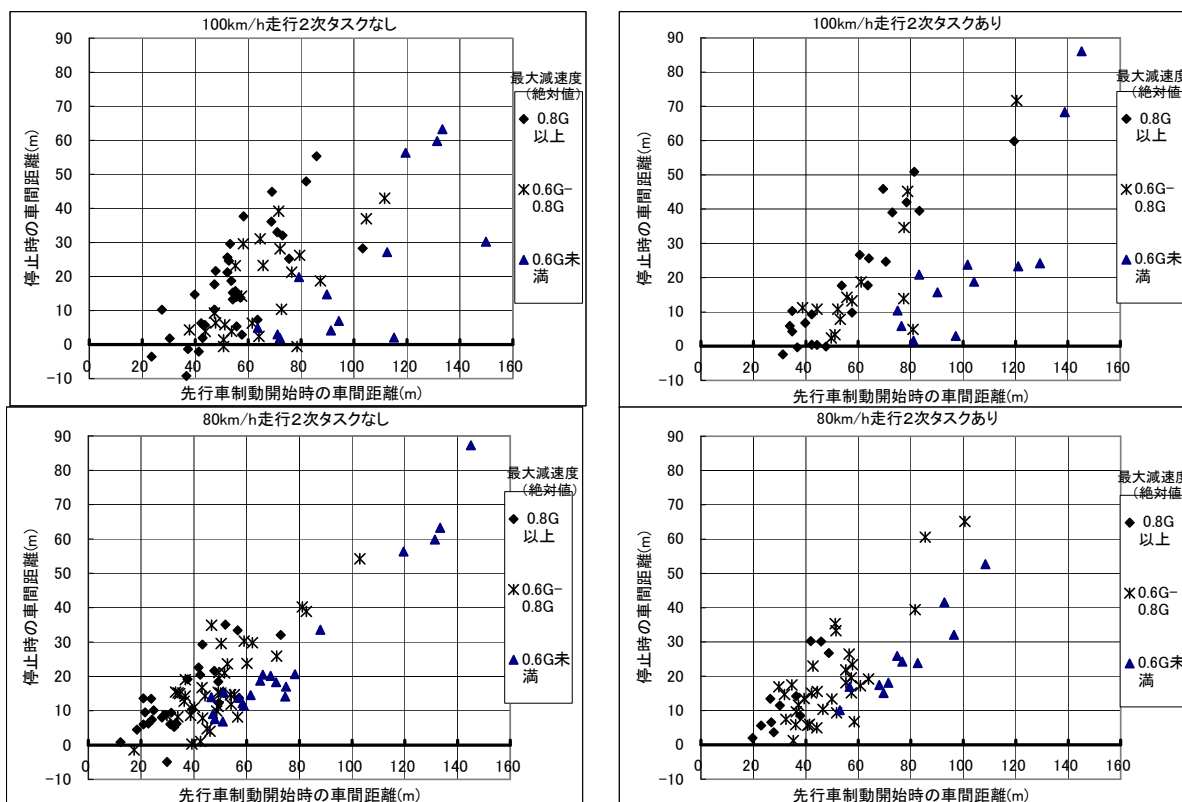 100km/h走行2次タスクなし
90
80
70
60
50
40
30
20
10
0
-10
0
20
40
60
80
100
120
140
160
停止時の車間距離(m)
先行車制動開始時の車間距離(m)
最大減速度
(絶対値)
0.8G
以上
0.6G-
0.8G
0.6G未
満
100km/h走行2次タスクあり
90
80
70
60
50
40
30
20
10
0
-10
0
20
40
60
80
100
120
140
160
停止時の車間距離(m)
先行車制動開始時の車間距離(m)
最大減速度
(絶対値)
0.8G
以上
0.6G-
0.8G
0.6G未
満
80km/h走行2次タスクなし
90
80
70
60
50
40
30
20
10
0
-10
0
20
40
60
80
100
120
140
160
停止時の車間距離(m)
先行車制動開始時の車間距離(m)
最大減速度
(絶対値)
0.8G
以上
0.6G-
0.8G
0.6G未
満
80km/h走行2次タスクあり
90
80
70
60
50
40
30
20
10
0
-10
0
20
40
60
80
100
120
140
160
停止時の車間距離(m)
先行車制動開始時の車間距離(m)
最大減速度
(絶対値)
0.8G
以上
0.6G-
0.8G
0.6G未
満